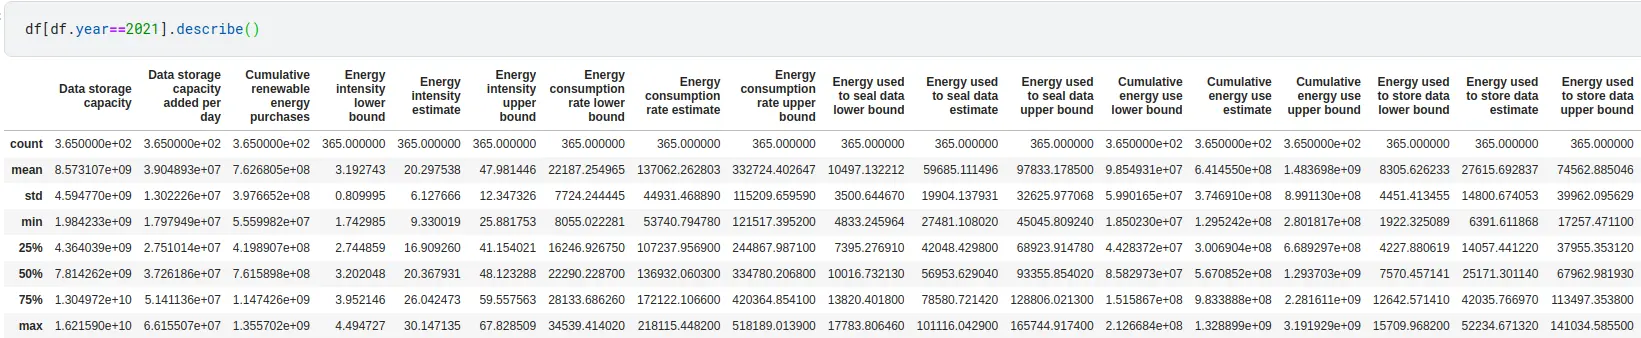 df[df.year==2021].describe()
Data storage capacity Data storage capacity added per day Cumulative renewable energy purchases Energy intensity lower bound Energy intensity estimate Energy intensity upper bound Energy consumption rate lower bound Energy consumption rate estimate Energy consumption rate upper bound Energy used to seal data lower bound Energy used to seal data estimate Energy used to seal data upper bound Cumulative energy use lower bound Cumulative energy use estimate Cumulative energy use upper bound Energy used to store data lower bound Energy used to store data estimate Energy used to store data upper bound
count 3.650000e+02 3.650000e+02 3.650000e+02 365.000000 365.000000 365.000000 365.000000 365.000000 365.000000 365.000000 365.000000 365.000000 3.650000e+02 3.650000e+02 3.650000e+02 365.000000 365.000000 365.000000
mean 8.573107e+09 3.904893e+07 7.626805e+08 3.192743 20.297538 47.981446 22187.254965 137062.262803 332724.402647 10497.132212 59685.111496 97833.178500 9.854931e+07 6.414550e+08 1.483698e+09 8305.626233 27615.692837 74562.885046
std 4.594770e+09 1.302226e+07 3.976652e+08 0.809995 6.127666 12.347326 7724.244445 44931.468890 115209.659590 3500.644670 19904.137931 32625.977068 5.990165e+07 3.746910e+08 8.991130e+08 4451.413455 14800.674053 39962.095629
min 1.984233e+09 1.797949e+07 5.559982e+07 1.742985 9.330019 25.881753 8055.022281 53740.794780 121517.395200 4833.245964 27481.108020 45045.809240 1.850230e+07 1.295242e+08 2.801817e+08 1922.325089 6391.611868 17257.471100
25% 4.364039e+09 2.751014e+07 4.198907e+08 2.744859 16.909260 41.154021 16246.926750 107237.956900 244867.987100 7395.276910 42048.429800 68923.914780 4.428372e+07 3.006904e+08 6.689297e+08 4227.880619 14057.441220 37955.353120
50% 7.814262e+09 3.726186e+07 7.615898e+08 3.202048 20.367931 48.123288 22290.228700 136932.060300 334780.206800 10016.732130 56953.629040 93355.854020 8.582973e+07 5.670852e+08 1.293703e+09 7570.457141 25171.301140 67962.981930
75% 1.304972e+10 5.141136e+07 1.147426e+09 3.952146 26.042473 59.557563 28133.686260 172122.106600 420364.854100 13820.401800 78580.721420 128806.021300 1.515867e+08 9.833888e+08 2.281611e+09 12642.571410 42035.766970 113497.353800
max 1.621590e+10 6.615507e+07 1.355702e+09 4.494727 30.147135 67.828509 34539.414020 218115.448200 518189.013900 17783.806460 101116.042900 165744.917400 2.126684e+08 1.328899e+09 3.191929e+09 15709.968200 52234.671320 141034.585500